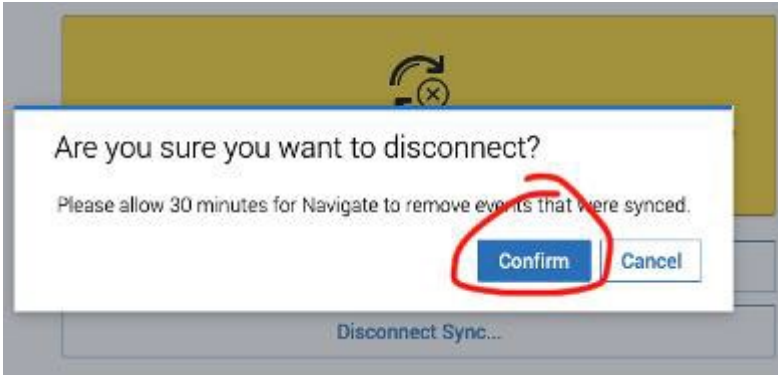 Are you sure you want to disconnect?
Please allow 30 minutes for Navigate to remove events that were synced.
Confirm
Cancel
Disconnect Sync...